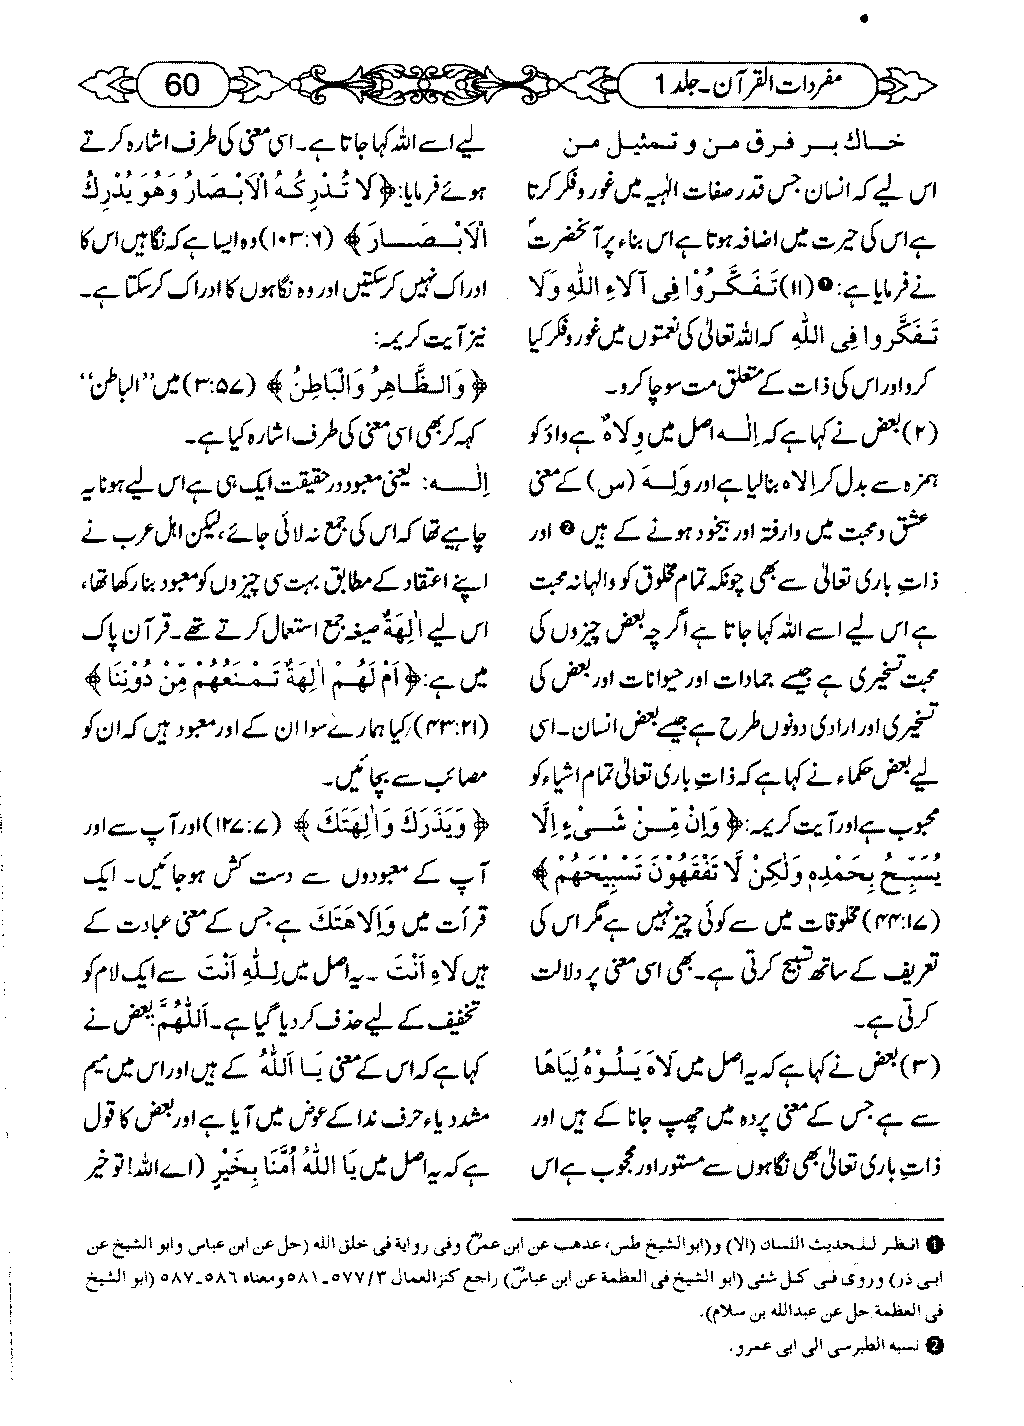 مفردات القرآن۔ جلد 1
60
خاک بر فرق من و تمثیل من
اس لیے کہ انسان جس قدر صفات الٰہیہ میں غور و فکر کرتا
ہے اس کی حیرت میں اضافہ ہوتا ہے اس بناء پر آنحضرتؐ
نے فرمایا ہے:❶ (۱۱) تَفَكَّرُوْا فِى آلَاءِ اللّٰهِ وَلَا
تَفَكَّرُوا فِى اللّٰهِ کہ اللہ تعالیٰ کی نعمتوں میں غور و فکر کیا
کرو اور اس کی ذات کے متعلق مت سوچا کرو۔
(۲) بعض نے کہا ہے کہ اِلٰـہ اصل میں وِلَاہٌ ہے واؤ کو
ہمزہ سے بدل کر اِلاہ بنالیا ہے اور وَلِـہَ (س) کے معنی
عشق و محبت میں وارفتہ اور بیخود ہونے کے ہیں ❷ اور
ذاتِ باری تعالیٰ سے بھی چونکہ تمام مخلوق کو والہانہ محبت
ہے اس لیے اسے اللہ کہا جاتا ہے اگرچہ بعض چیزوں کی
محبت تسخیری ہے جیسے جمادات اور حیوانات اور بعض کی
تسخیری اور ارادی دونوں طرح ہے جیسے بعض انسان۔ اسی
لیے بعض حکماء نے کہا ہے کہ ذاتِ باری تعالیٰ تمام اشیاء کو
محبوب ہے اور آیت کریمہ: ﴿وَاِنْ مِّنْ شَىْءٍ اِلَّا
يُسَبِّحُ بِحَمْدِهٖ وَلٰكِنْ لَّا تَفْقَهُوْنَ تَسْبِيْحَهُمْ﴾
(۴۴:۱۷) مخلوقات میں سے کوئی چیز نہیں ہے مگر اس کی
تعریف کے ساتھ تسبیح کرتی ہے۔ بھی اسی معنی پر دلالت
کرتی ہے۔
(۳) بعض نے کہا ہے کہ یہ اصل میں لَاہَ يَلُوْہُ لِيَاهًا
سے ہے جس کے معنی پردہ میں چھپ جانا کے ہیں اور
ذاتِ باری تعالیٰ بھی نگاہوں سے مستور اور محجوب ہے اس
لیے اسے اللہ کہا جاتا ہے۔ اسی معنی کی طرف اشارہ کرتے
ہوئے فرمایا: ﴿لَا تُدْرِكُهُ الْاَبْصَارُ وَهُوَ يُدْرِكُ
الْاَبْصَارَ﴾ (۱۰۳:۶) وہ ایسا ہے کہ نگاہیں اس کا
ادراک نہیں کرسکتیں اور وہ نگاہوں کا ادراک کرسکتا ہے۔
نیز آیت کریمہ:
﴿وَالظَّاهِرُ وَالْبَاطِنُ﴾ (۳:۵۷) میں ”الباطن“
کہہ کر بھی اسی معنی کی طرف اشارہ کیا ہے۔
اِلٰــہ: یعنی معبود درحقیقت ایک ہی ہے اس لیے ہونا یہ
چاہیے تھا کہ اس کی جمع نہ لائی جائے، لیکن اہل عرب نے
اپنے اعتقاد کے مطابق بہت سی چیزوں کو معبود بنا رکھا تھا،
اس لیے اٰلِهَةٌ صیغہ جمع استعمال کرتے تھے۔ قرآن پاک
میں ہے: ﴿اَمْ لَهُمْ اٰلِهَةٌ تَمْنَعُهُمْ مِّنْ دُوْنِنَا﴾
(۴۳:۲۱) کیا ہمارے سوا ان کے اور معبود ہیں کہ ان کو
مصائب سے بچائیں۔
﴿وَيَذَرَكَ وَاٰلِهَتَكَ﴾ (۱۲۷:۷) اور آپ سے اور
آپ کے معبودوں سے دست کش ہوجائیں۔ ایک
قرأت میں وَاِلَاهَتَكَ ہے جس کے معنی عبادت کے
ہیں لَاہِ اَنْتَ ۔ یہ اصل میں لِلّٰہِ اَنْتَ سے ایک لام کو
تخفیف کے لیے حذف کردیا گیا ہے۔ اَللّٰهُمَّ: بعض نے
کہا ہے کہ اس کے معنی یَا اَللّٰہُ کے ہیں اور اس میں میم
مشدد یاء حرف ندا کے عوض میں آیا ہے اور بعض کا قول
ہے کہ یہ اصل میں يَا اَللّٰهُ اُمَّنَا بِخَيْرٍ (اے اللہ! تو خیر
❶ انظر للحديث اللسان (الا) و(ابوالشيخ طس، عد هب عن ابن عمرؓ) وفى رواية فى خلق الله (حل عن ابن عباس وابو الشيخ عن
ابى ذر) وروى فى كل شئى (ابو الشيخ فى العظمة عن ابن عباسؓ) راجع كنزالعمال ۳/ ۵۷۷۔ ۵۸۱ ومعناه ۵۸۶۔ ۵۸۷ (ابو الشيخ
فى العظمة حل عن عبدالله بن سلام).
❷ نسبه الطبرسى الى ابى عمرو.